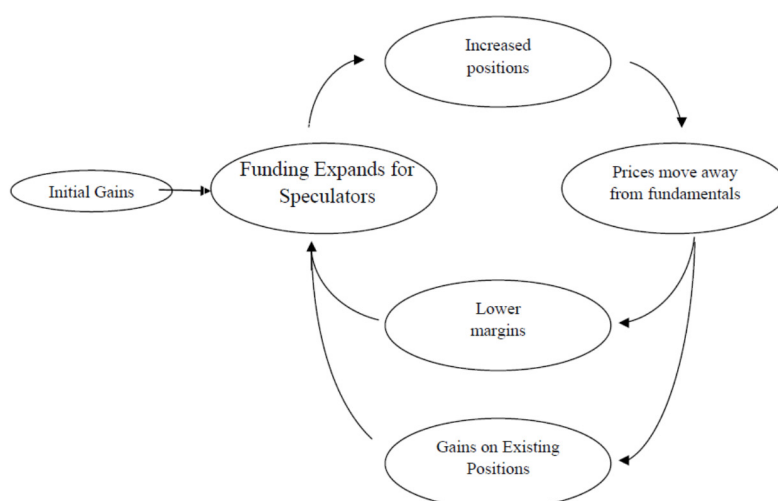 Increased
positions
Funding Expands for
Speculators
Initial Gains
Prices move away
from fundamentals
Lower
margins
Gains on Existing
Positions